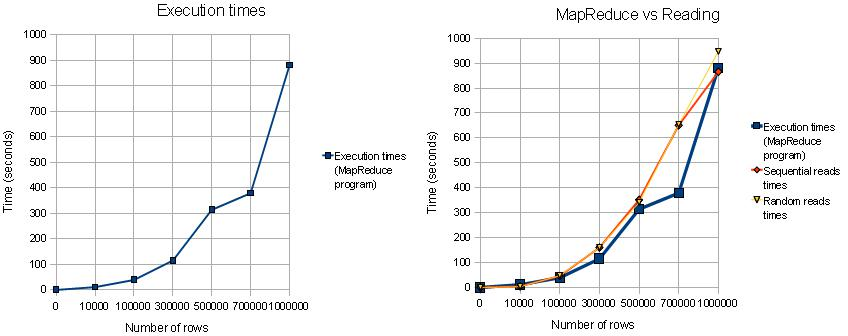 Execution times
1000
900
800
700
600
500
400
300
200
100
0
Time (seconds)
0 10000 100000 300000 500000 700000 1000000
Number of rows
Execution times
(MapReduce
program)
MapReduce vs Reading
1000
900
800
700
600
500
400
300
200
100
0
Time (seconds)
0 10000 100000 300000 500000 700000 1000000
Number of rows
Execution times
(MapReduce
program)
Sequential reads
times
Random reads
times